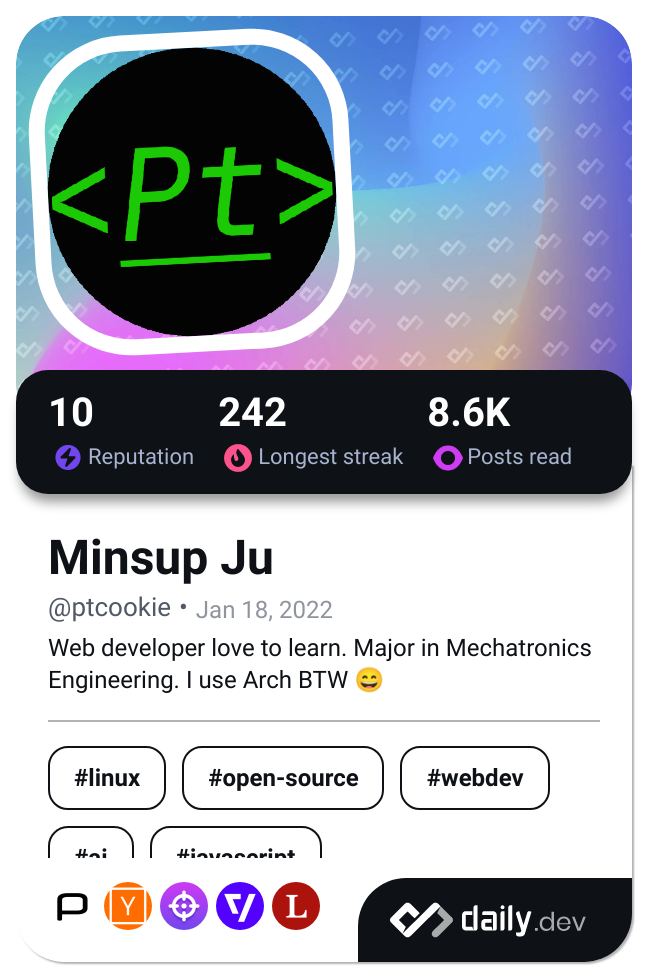 <Pt>
10 242 8.6K
Reputation Longest streak Posts read
Minsup Ju
@ptcookie • Jan 18, 2022
Web developer love to learn. Major in Mechatronics
Engineering. I use Arch BTW 😄
#linux #open-source #webdev
#ai #javascript
Y L
daily.dev